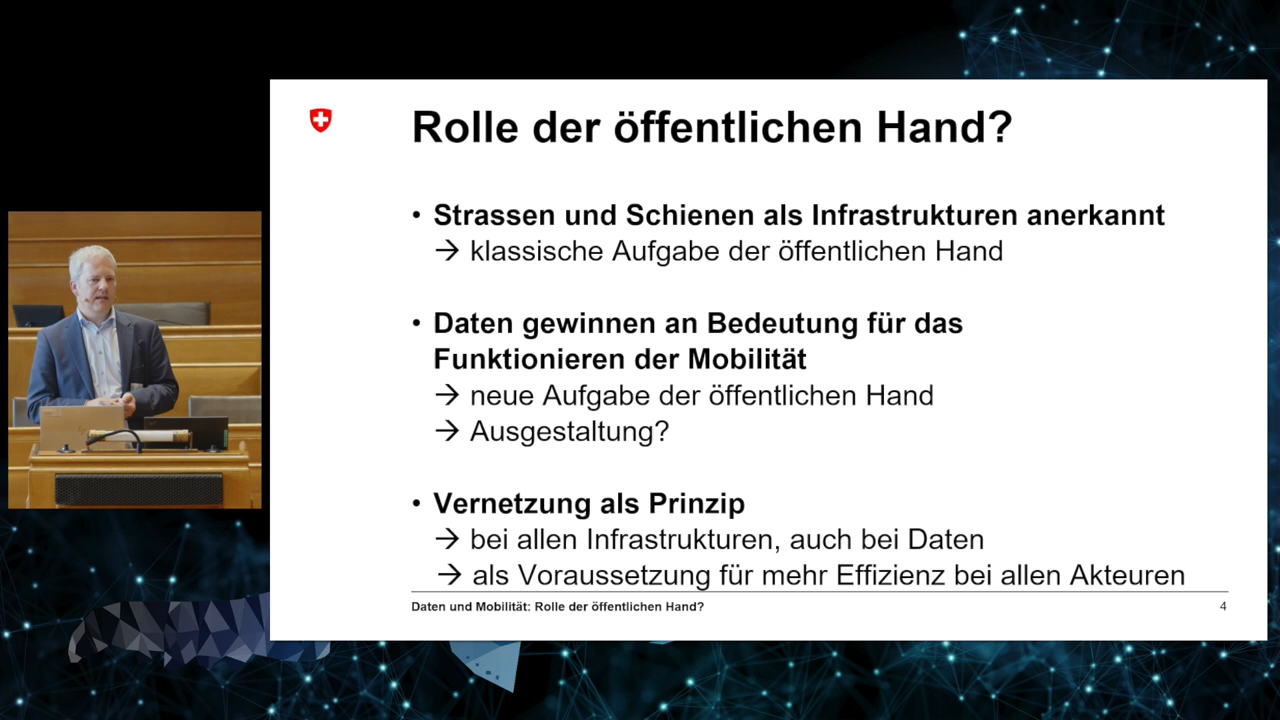 Rolle der öffentlichen Hand?
• Strassen und Schienen als Infrastrukturen anerkannt
→ klassische Aufgabe der öffentlichen Hand
• Daten gewinnen an Bedeutung für das
Funktionieren der Mobilität
→ neue Aufgabe der öffentlichen Hand
→ Ausgestaltung?
• Vernetzung als Prinzip
→ bei allen Infrastrukturen, auch bei Daten
→ als Voraussetzung für mehr Effizienz bei allen Akteuren
Daten und Mobilität: Rolle der öffentlichen Hand? 4